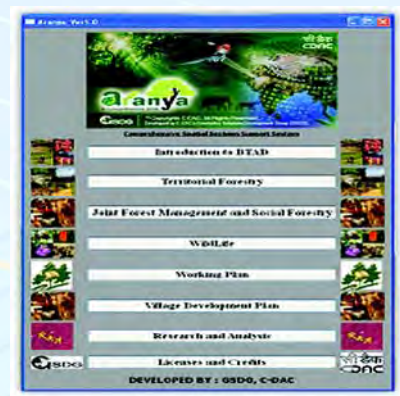 Aranya Ver5.0
सी डैक
CDAC
aranya
GSDG
Comprehensive Spatial Decision Support System
Introduction to BTAD
Territorial Forestry
Joint Forest Management and Social Forestry
WildLife
Working Plan
Village Development Plan
Research and Analysis
GSDG
Licenses and Credits
सी डैक
CDAC
DEVELOPED BY : GSDG, C-DAC